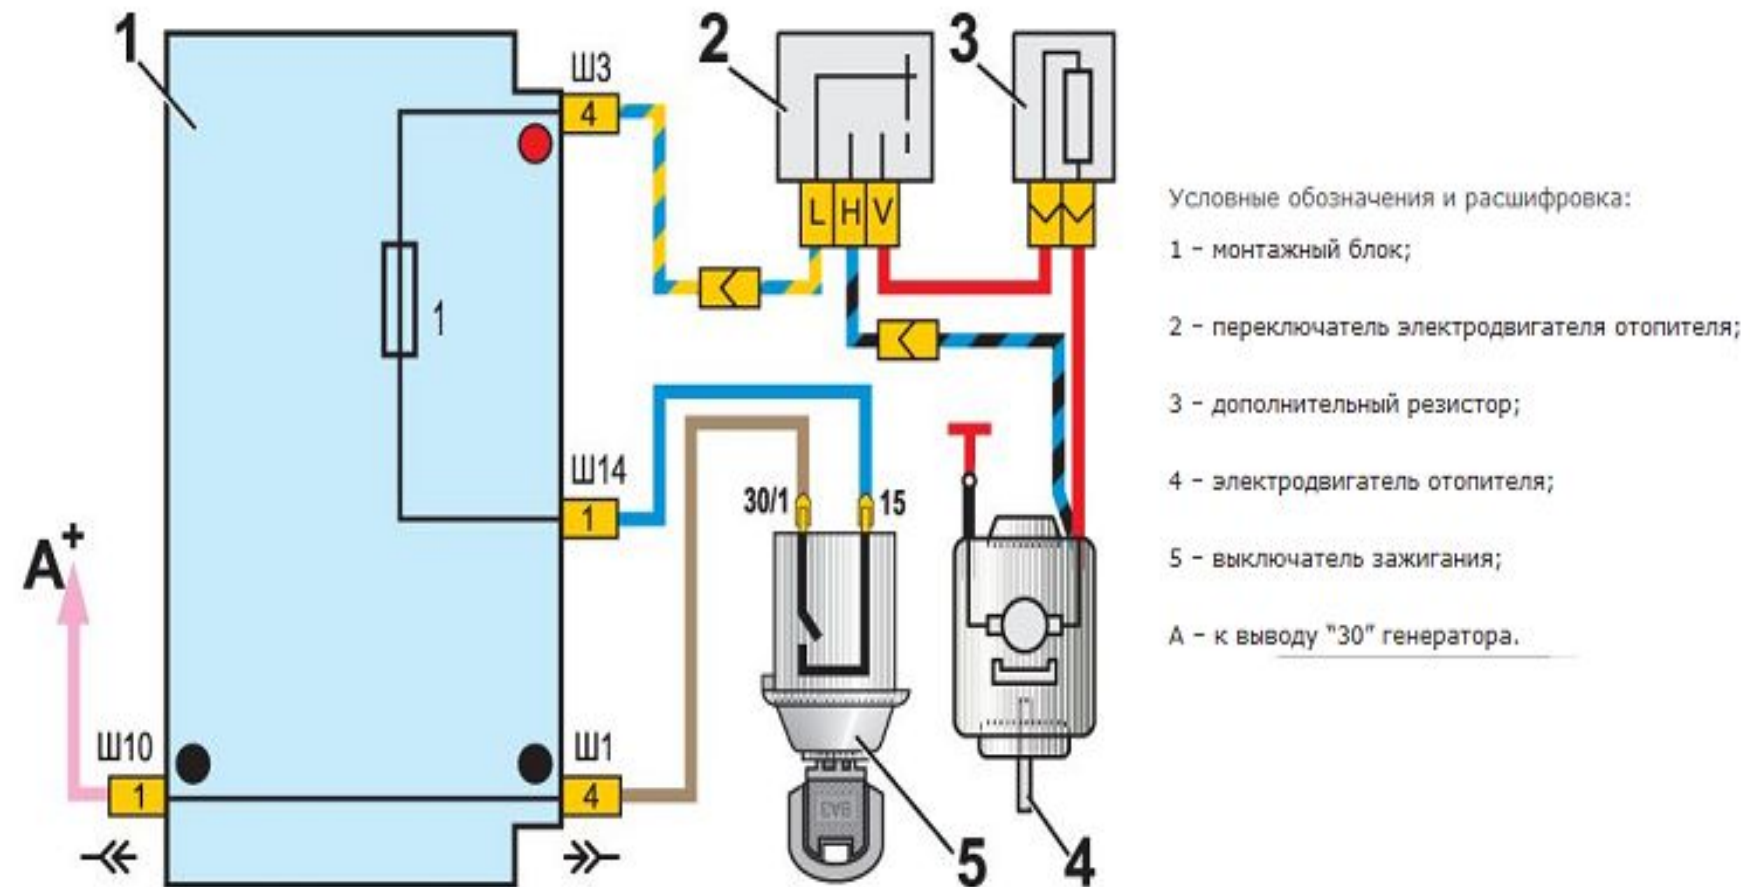 1
2
3
Ш3
4
L H V
1
Ш14
1
30/1
15
A+
Ш10
1
Ш1
4
5
4
Условные обозначения и расшифровка:
1 – монтажный блок;
2 – переключатель электродвигателя отопителя;
3 – дополнительный резистор;
4 – электродвигатель отопителя;
5 – выключатель зажигания;
А – к выводу "30" генератора.